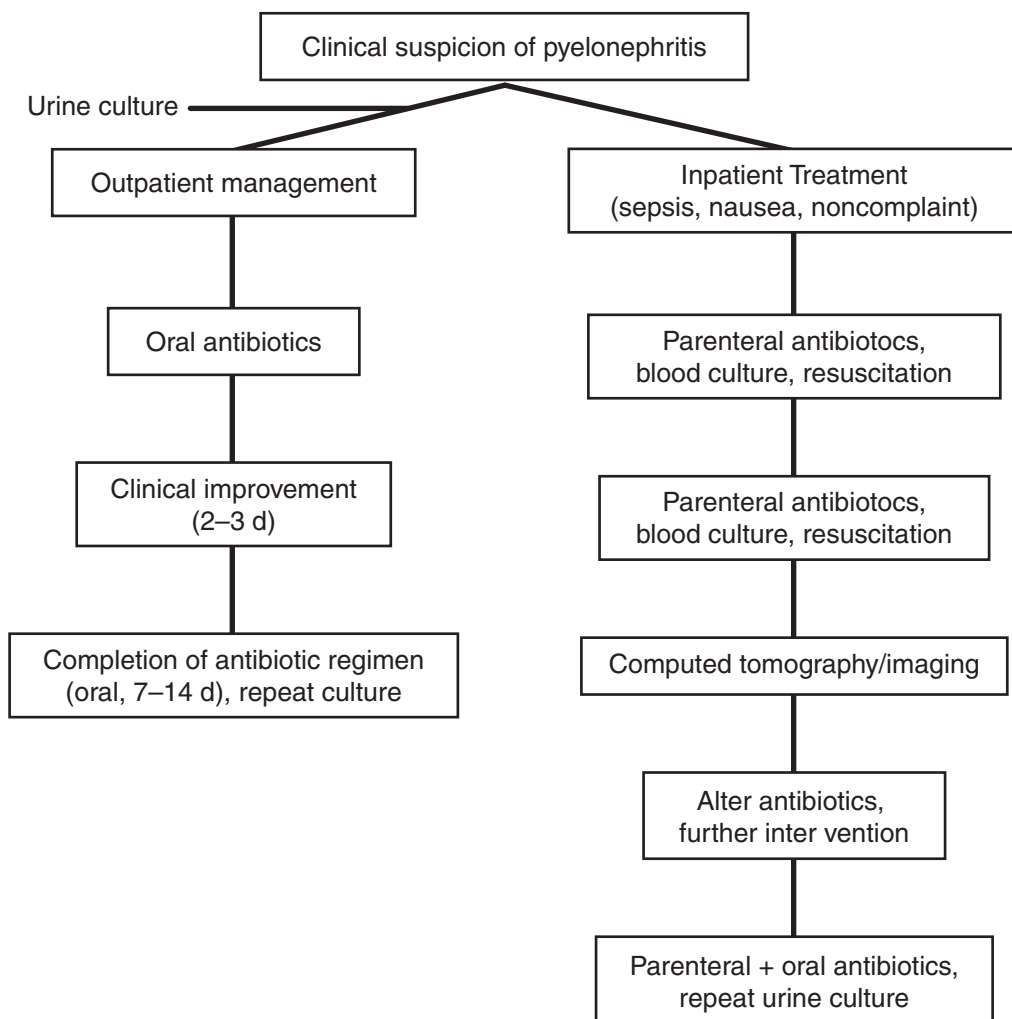 Clinical suspicion of pyelonephritis
Urine culture
Outpatient management
Oral antibiotics
Clinical improvement
(2–3 d)
Completion of antibiotic regimen
(oral, 7–14 d), repeat culture
Inpatient Treatment
(sepsis, nausea, noncomplaint)
Parenteral antibiotocs,
blood culture, resuscitation
Parenteral antibiotocs,
blood culture, resuscitation
Computed tomography/imaging
Alter antibiotics,
further inter vention
Parenteral + oral antibiotics,
repeat urine culture